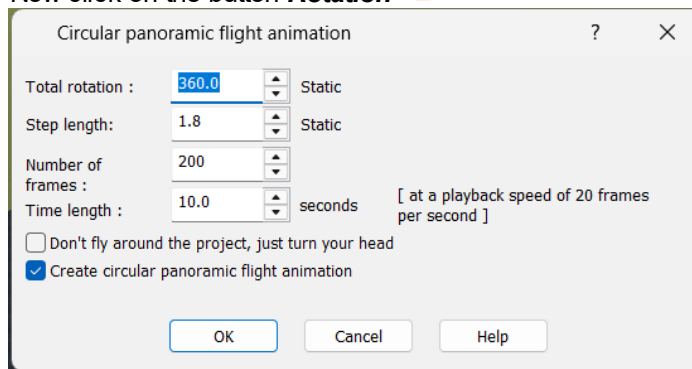 Now click on the button Rotation
Circular panoramic flight animation ?
Total rotation : 360.0 Static
Step length: 1.8 Static
Number of
frames : 200
Time length : 10.0 seconds [ at a playback speed of 20 frames
per second ]
Don't fly around the project, just turn your head
Create circular panoramic flight animation
OK Cancel Help